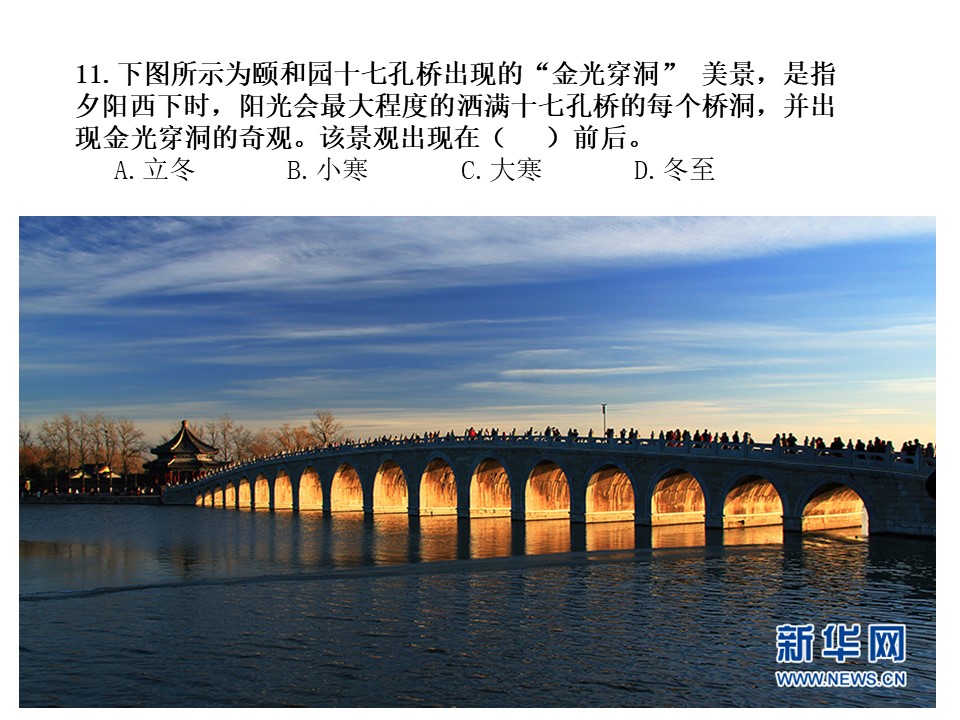 11.下图所示为颐和园十七孔桥出现的“金光穿洞” 美景，是指
夕阳西下时，阳光会最大程度的洒满十七孔桥的每个桥洞，并出
现金光穿洞的奇观。该景观出现在（ ）前后。
A.立冬 B.小寒 C.大寒 D.冬至
新华网
WWW.NEWS.CN